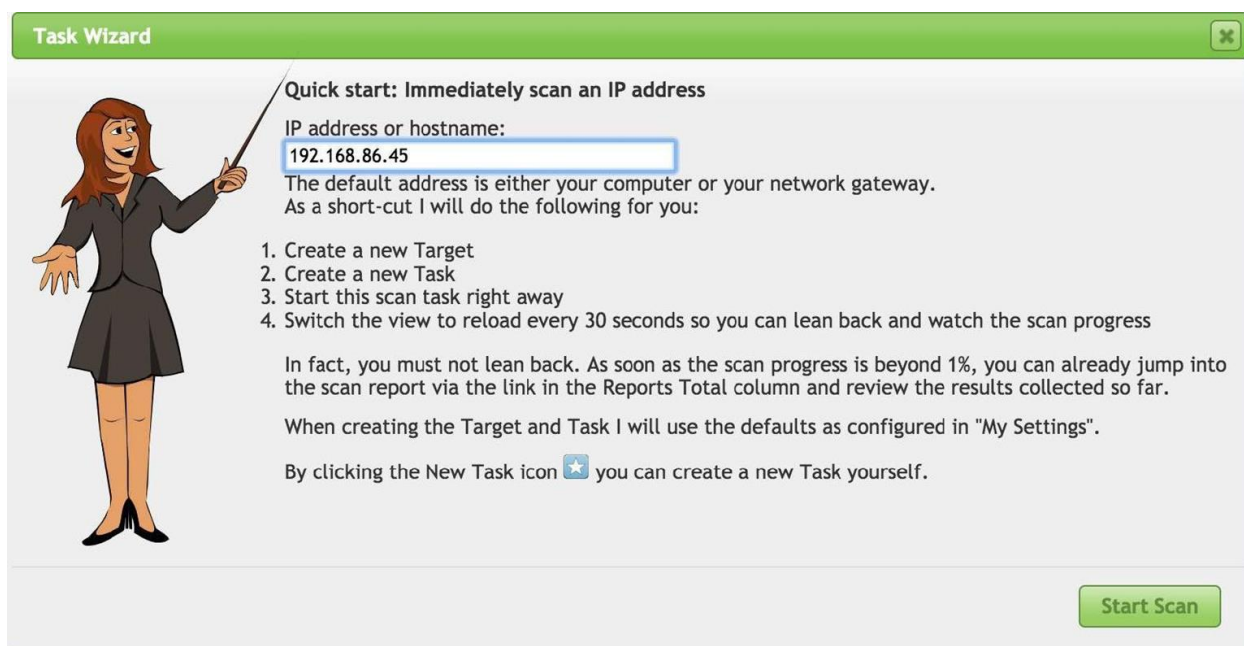 Task Wizard
Quick start: Immediately scan an IP address
IP address or hostname:
192.168.86.45
The default address is either your computer or your network gateway.
As a short-cut I will do the following for you:
1. Create a new Target
2. Create a new Task
3. Start this scan task right away
4. Switch the view to reload every 30 seconds so you can lean back and watch the scan progress
In fact, you must not lean back. As soon as the scan progress is beyond 1%, you can already jump into
the scan report via the link in the Reports Total column and review the results collected so far.
When creating the Target and Task I will use the defaults as configured in "My Settings".
By clicking the New Task icon you can create a new Task yourself.
Start Scan